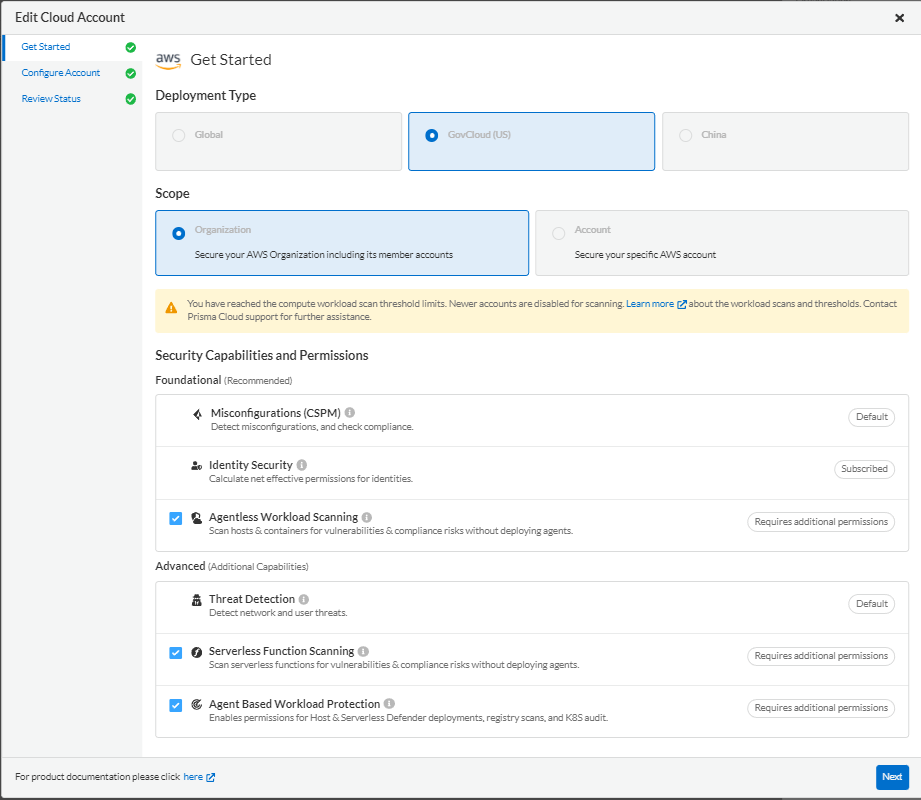 Edit Cloud Account
Get Started
Configure Account
Review Status
aws Get Started
Deployment Type
Global
GovCloud (US)
China
Scope
Organization
Secure your AWS Organization including its member accounts
Account
Secure your specific AWS account
You have reached the compute workload scan threshold limits. Newer accounts are disabled for scanning. Learn more about the workload scans and thresholds. Contact
Prisma Cloud support for further assistance.
Security Capabilities and Permissions
Foundational (Recommended)
Misconfigurations (CSPM)
Detect misconfigurations, and check compliance.
Default
Identity Security
Calculate net effective permissions for identities.
Subscribed
Agentless Workload Scanning
Scan hosts & containers for vulnerabilities & compliance risks without deploying agents.
Requires additional permissions
Advanced (Additional Capabilities)
Threat Detection
Detect network and user threats.
Default
Serverless Function Scanning
Scan serverless functions for vulnerabilities & compliance risks without deploying agents.
Requires additional permissions
Agent Based Workload Protection
Enables permissions for Host & Serverless Defender deployments, registry scans, and K8S audit.
Requires additional permissions
For product documentation please click here
Next